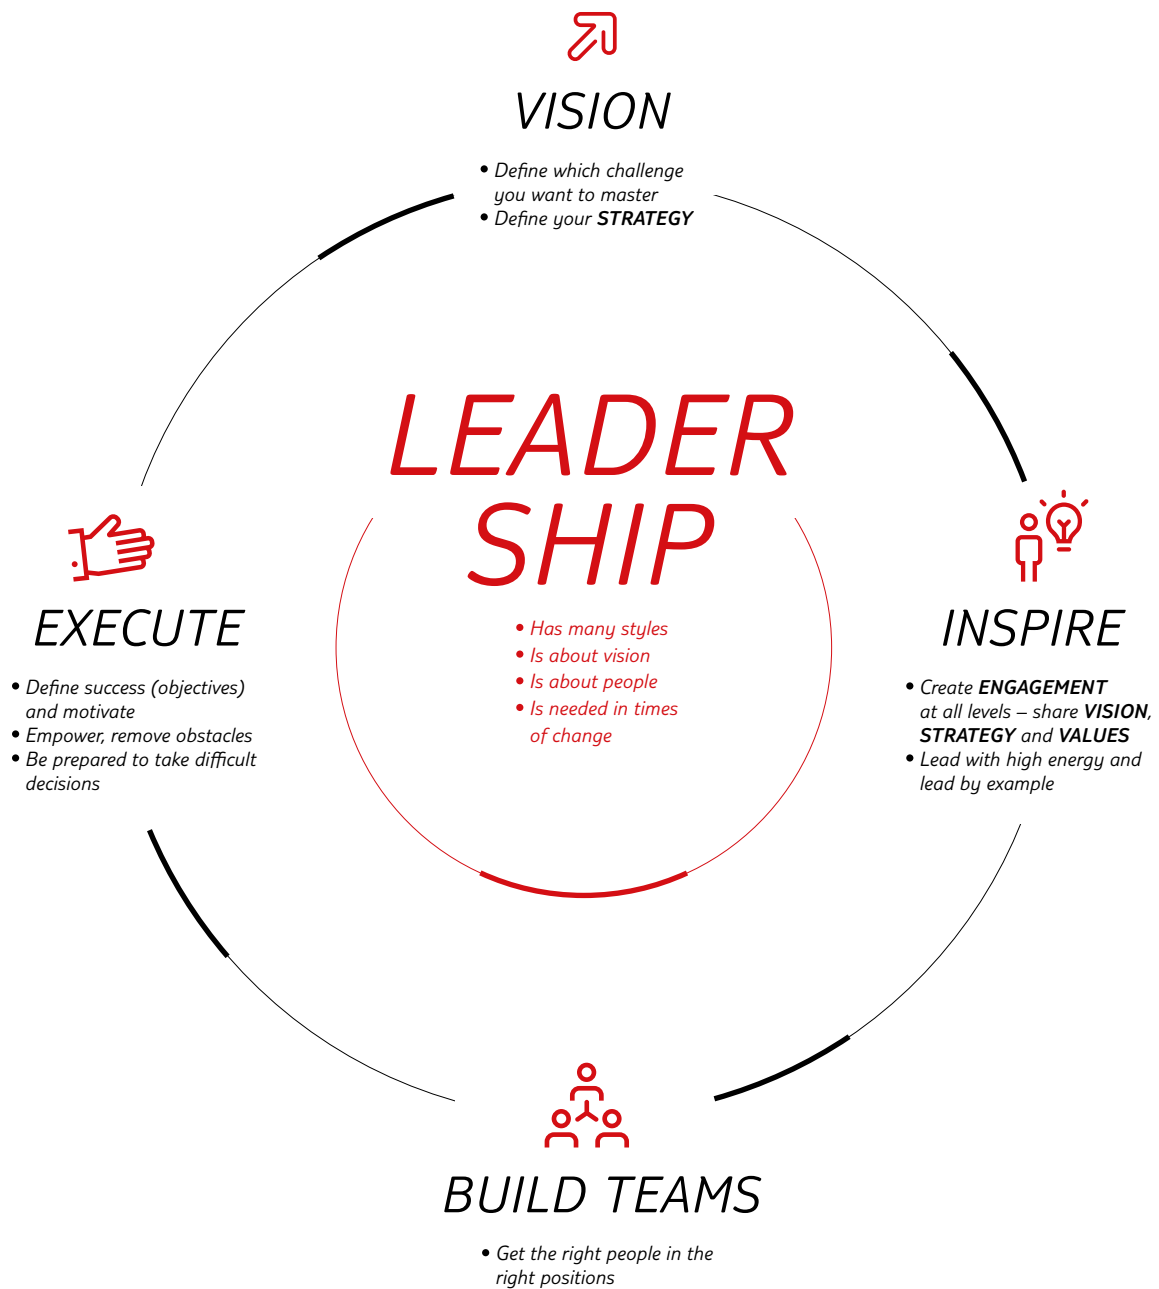 VISION
• Define which challenge
you want to master
• Define your STRATEGY
LEADER
SHIP
• Has many styles
• Is about vision
• Is about people
• Is needed in times
of change
EXECUTE
• Define success (objectives)
and motivate
• Empower, remove obstacles
• Be prepared to take difficult
decisions
INSPIRE
• Create ENGAGEMENT
at all levels – share VISION,
STRATEGY and VALUES
• Lead with high energy and
lead by example
BUILD TEAMS
• Get the right people in the
right positions